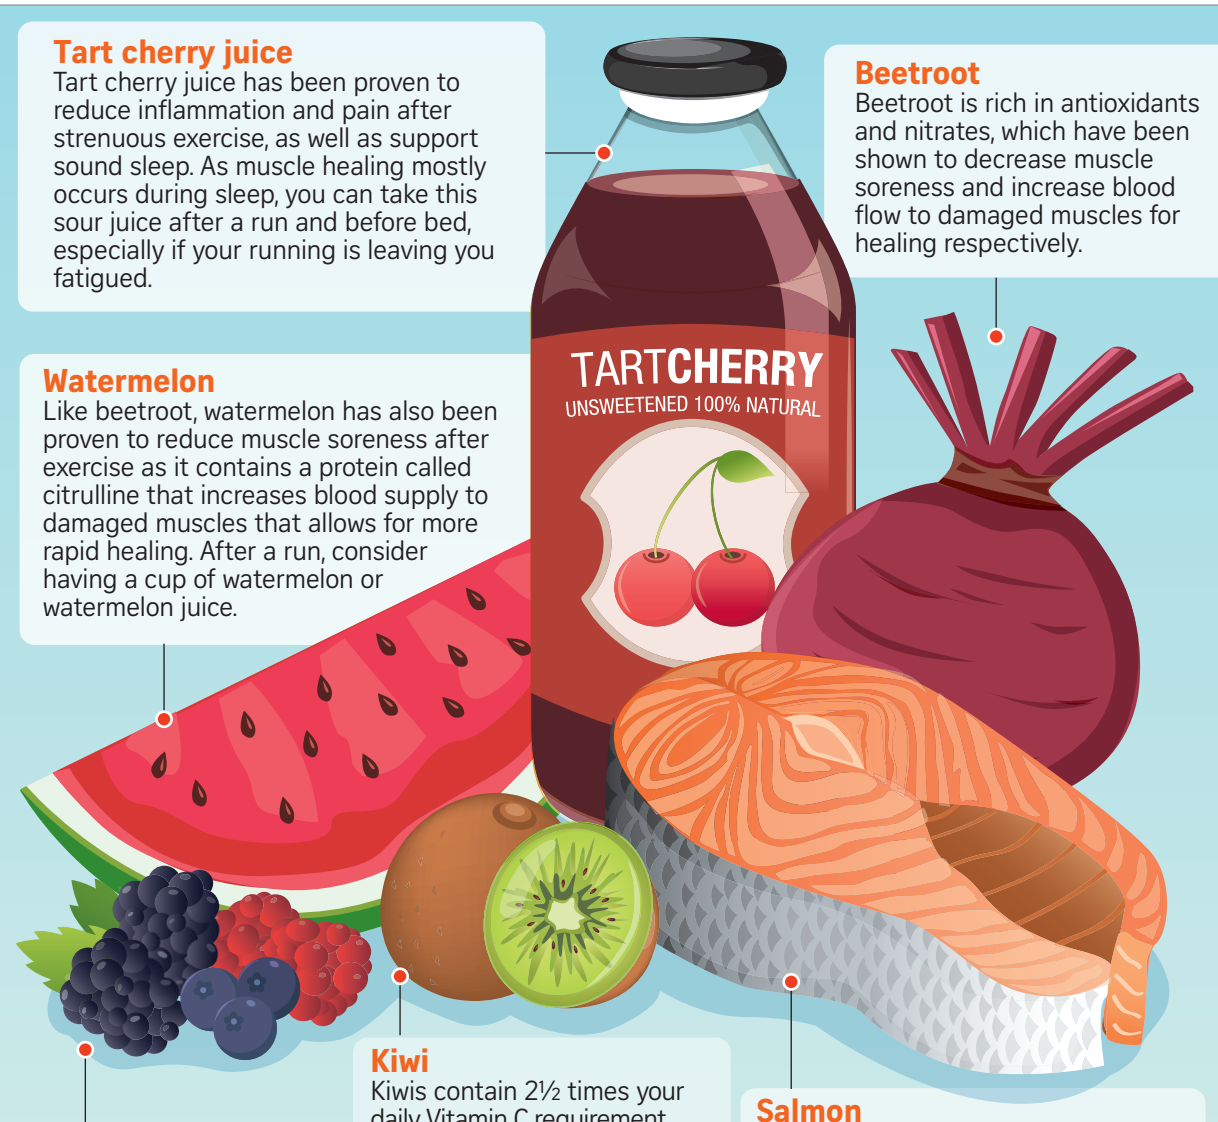 Tart cherry juice
Tart cherry juice has been proven to
reduce inflammation and pain after
strenuous exercise, as well as support
sound sleep. As muscle healing mostly
occurs during sleep, you can take this
sour juice after a run and before bed,
especially if your running is leaving you
fatigued.
Beetroot
Beetroot is rich in antioxidants
and nitrates, which have been
shown to decrease muscle
soreness and increase blood
flow to damaged muscles for
healing respectively.
Watermelon
Like beetroot, watermelon has also been
proven to reduce muscle soreness after
exercise as it contains a protein called
citrulline that increases blood supply to
damaged muscles that allows for more
rapid healing. After a run, consider
having a cup of watermelon or
watermelon juice.
TARTCHERRY
UNSWEETENED 100% NATURAL
Kiwi
Kiwis contain 2½ times your
daily Vitamin C requirement
Salmon